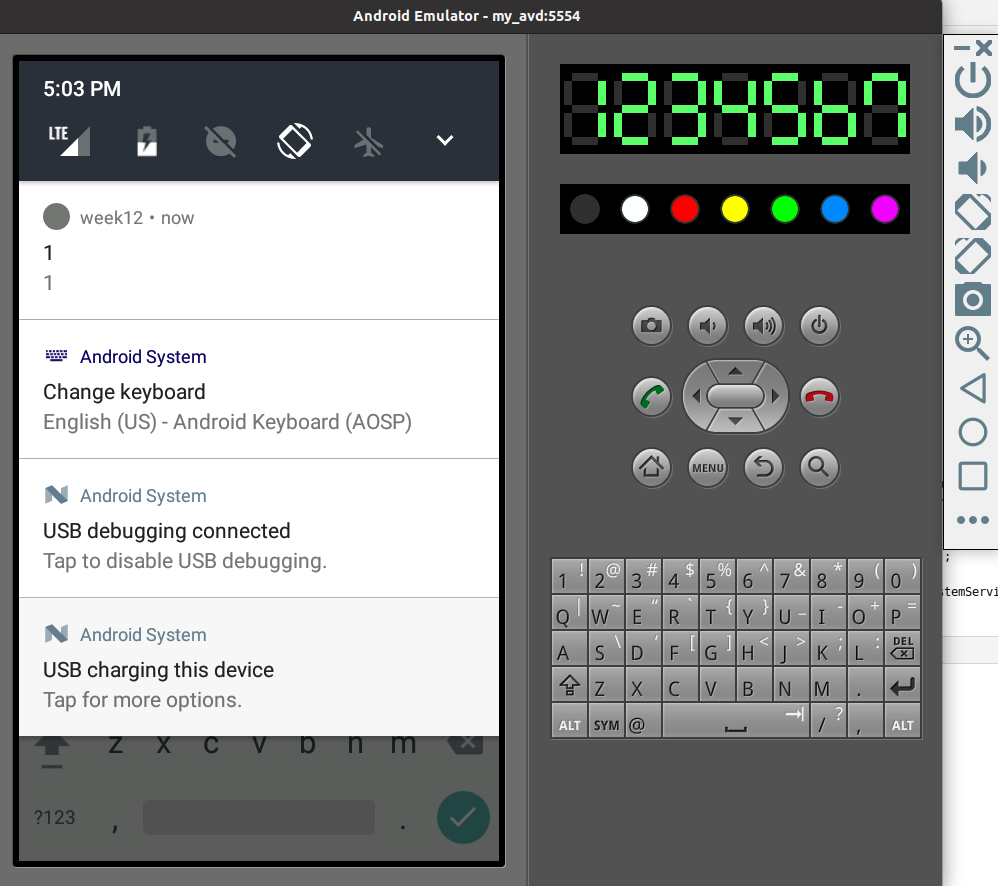 Android Emulator - my_avd:5554
5:03 PM
LTE
week12 • now
1
1
Android System
Change keyboard
English (US) - Android Keyboard (AOSP)
Android System
USB debugging connected
Tap to disable USB debugging.
Android System
USB charging this device
Tap for more options.
z x c v b n m
?123 , .
1234567
MENU
1 ! 2 @ 3 # 4 $ 5 % 6 ^ 7 & 8 * 9 ( 0 )
Q | W ~ E " R ` T { Y } U _ I - O + P =
A S \ D ' F [ G ] H < J > K ; L : DEL
Z X C V B N M .
ALT SYM @ / ? , ALT
;
stemServi